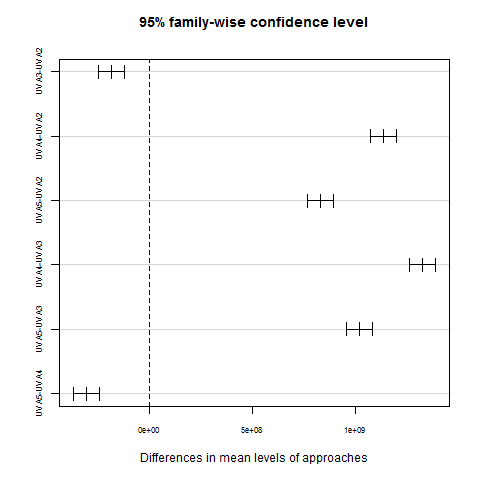 95% family-wise confidence level
UVA3-UVA2
UVA4-UVA2
UVA5-UVA2
UVA4-UVA3
UVA5-UVA3
UVA5-UVA4
0e+00 5e+08 1e+09
Differences in mean levels of approaches